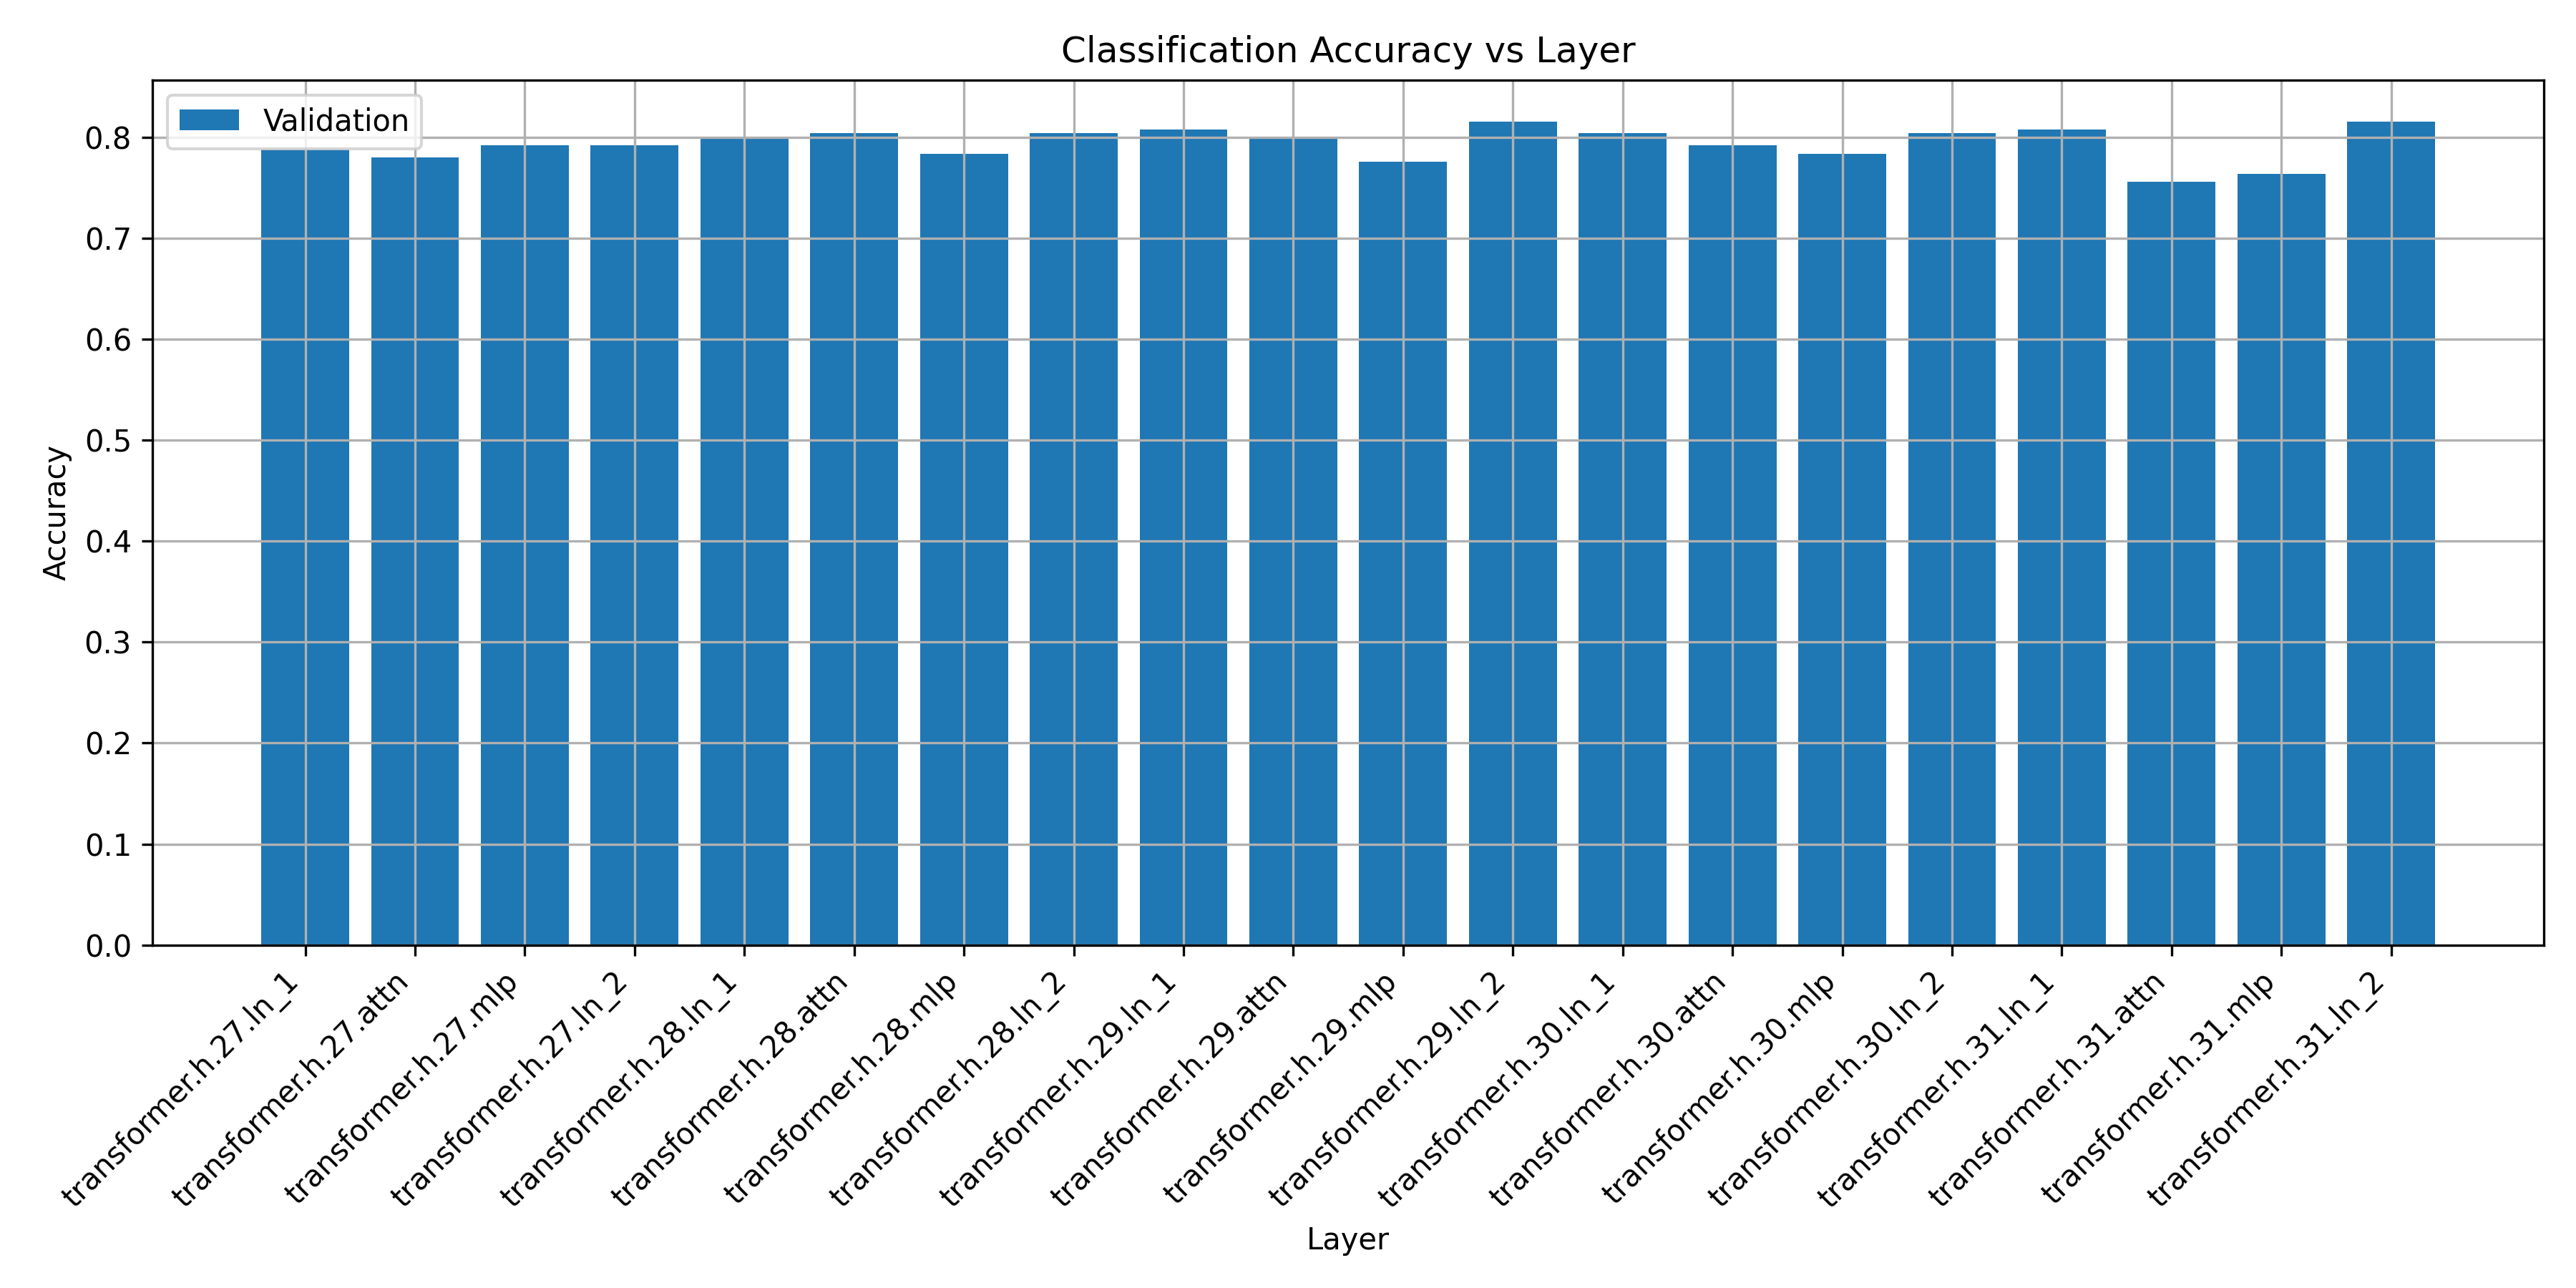 Classification Accuracy vs Layer
Validation
Accuracy
0.8
0.7
0.6
0.5
0.4
0.3
0.2
0.1
0.0
transformer.h.27.ln_1
transformer.h.27.attn
transformer.h.27.mlp
transformer.h.27.ln_2
transformer.h.28.ln_1
transformer.h.28.attn
transformer.h.28.mlp
transformer.h.28.ln_2
transformer.h.29.ln_1
transformer.h.29.attn
transformer.h.29.mlp
transformer.h.29.ln_2
transformer.h.30.ln_1
transformer.h.30.attn
transformer.h.30.mlp
transformer.h.30.ln_2
transformer.h.31.ln_1
transformer.h.31.attn
transformer.h.31.mlp
transformer.h.31.ln_2
Layer